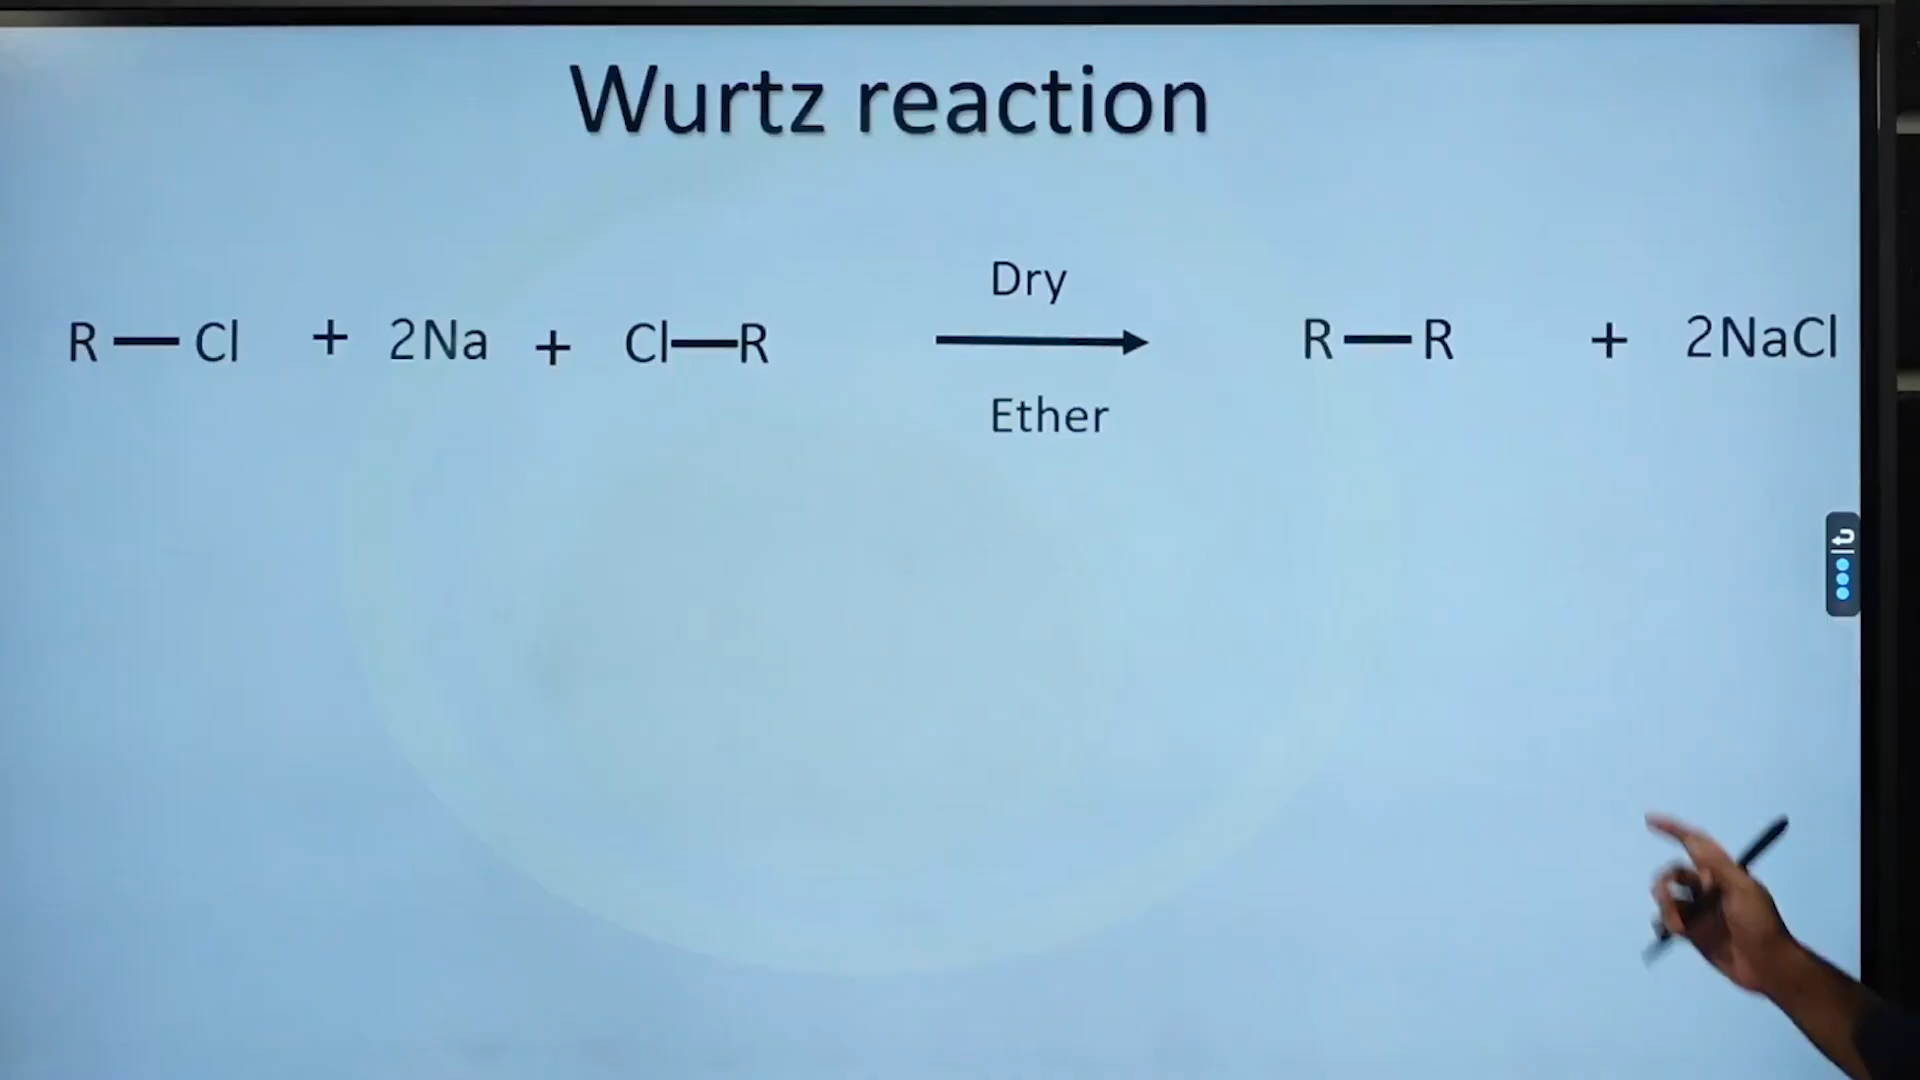 Wurtz reaction
Dry
R — Cl + 2Na + Cl—R → R—R + 2NaCl
Ether